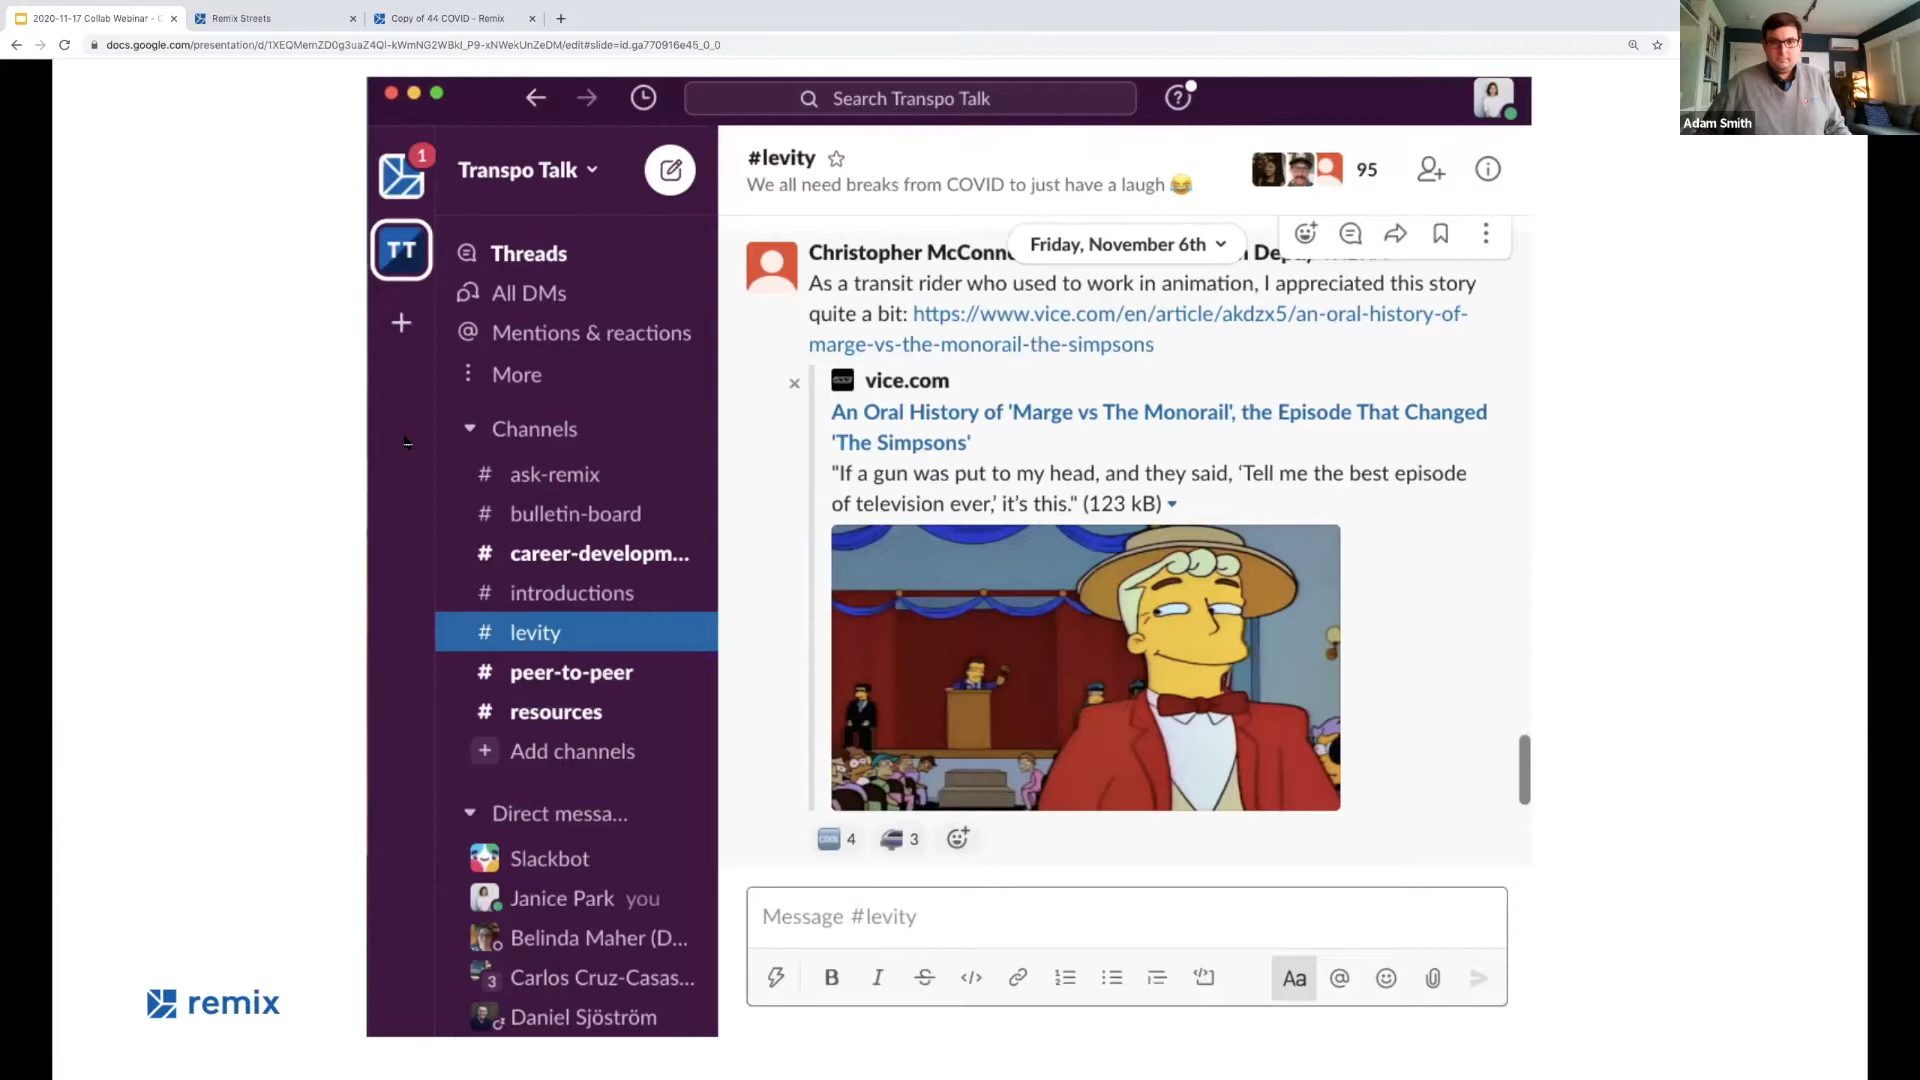 2020-11-17 Collab Webinar -
Remix Streets
Copy of 44 COVID - Remix
docs.google.com/presentation/d/1XEQMemZD0g3uaZ4QI-kWmNG2WBkI_P9-xNWekUnZeDM/edit#slide=id.ga770916e45_0_0
Adam Smith
Search Transpo Talk
1
Transpo Talk
TT
Threads
All DMs
Mentions & reactions
More
Channels
# ask-remix
# bulletin-board
# career-developm...
# introductions
# levity
# peer-to-peer
# resources
+ Add channels
Direct messa...
Slackbot
Janice Park you
Belinda Maher (D...
3 Carlos Cruz-Casas...
Daniel Sjöström
#levity
We all need breaks from COVID to just have a laugh 😂
95
Friday, November 6th
Christopher McConn
As a transit rider who used to work in animation, I appreciated this story
quite a bit: https://www.vice.com/en/article/akdzx5/an-oral-history-of-
marge-vs-the-monorail-the-simpsons
vice.com
An Oral History of 'Marge vs The Monorail', the Episode That Changed
'The Simpsons'
"If a gun was put to my head, and they said, ‘Tell me the best episode
of television ever,’ it’s this." (123 kB)
COOL 4 3
Message #levity
B I S </> Aa @
remix